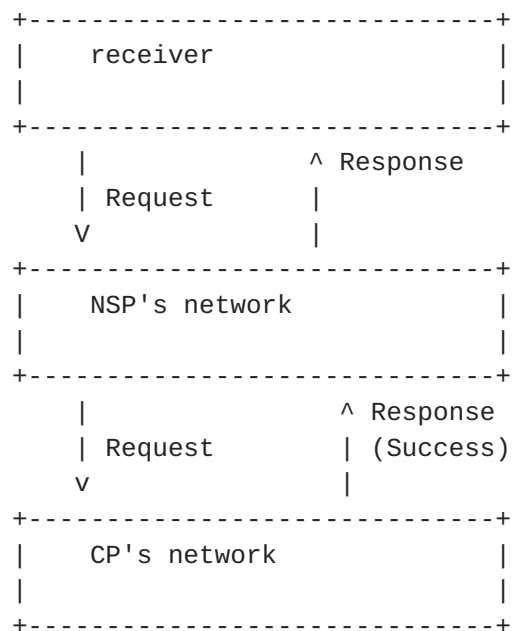 +------------------------------+
|    receiver                  |
|                              |
+------------------------------+
    |              ^ Response
    | Request      |
    V              |
+------------------------------+
|    NSP's network             |
|                              |
+------------------------------+
    |                ^ Response
    | Request        | (Success)
    v                |
+------------------------------+
|    CP's network              |
|                              |
+------------------------------+